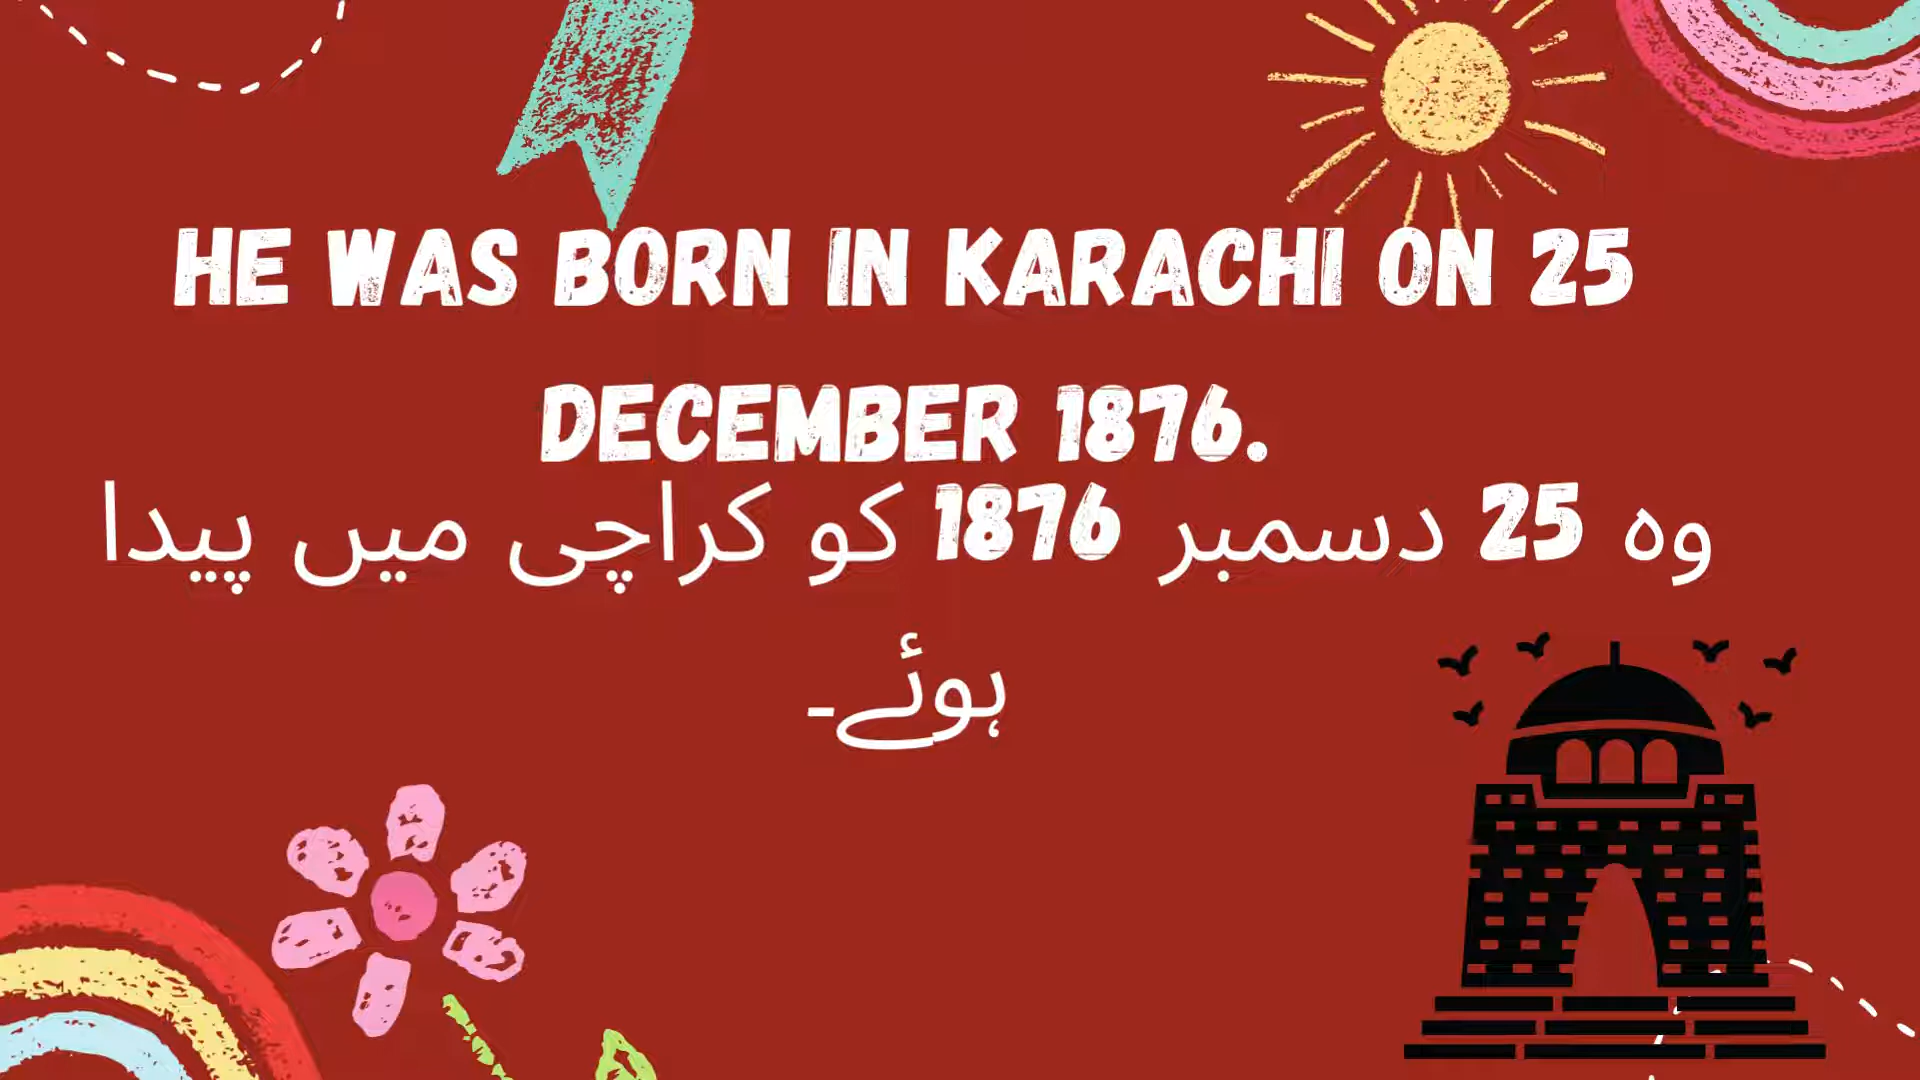 HE WAS BORN IN KARACHI ON 25
DECEMBER 1876.
وہ 25 دسمبر 1876 کو کراچی میں پیدا
ہوئے۔